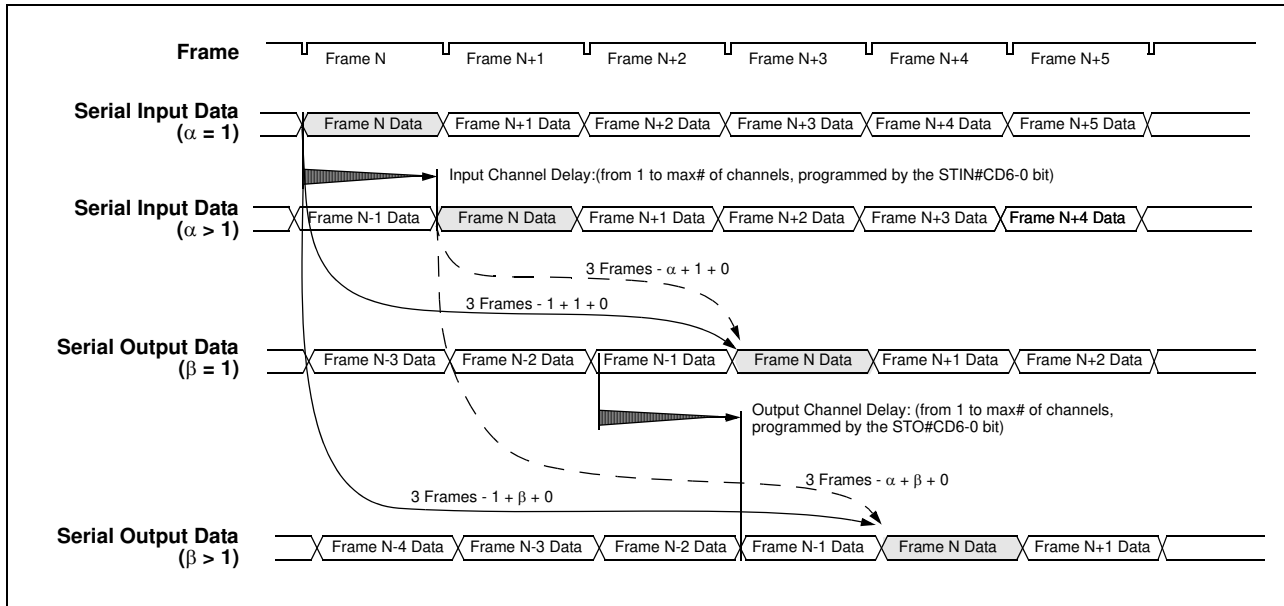 Frame
Frame N Frame N+1 Frame N+2 Frame N+3 Frame N+4 Frame N+5
Serial Input Data
(α = 1)
Frame N Data Frame N+1 Data Frame N+2 Data Frame N+3 Data Frame N+4 Data Frame N+5 Data
Input Channel Delay:(from 1 to max# of channels, programmed by the STIN#CD6-0 bit)
Serial Input Data
(α > 1)
Frame N-1 Data Frame N Data Frame N+1 Data Frame N+2 Data Frame N+3 Data Frame N+4 Data
3 Frames - α + 1 + 0
3 Frames - 1 + 1 + 0
Serial Output Data
(β = 1)
Frame N-3 Data Frame N-2 Data Frame N-1 Data Frame N Data Frame N+1 Data Frame N+2 Data
Output Channel Delay: (from 1 to max# of channels,
programmed by the STO#CD6-0 bit)
3 Frames - α + β + 0
3 Frames - 1 + β + 0
Serial Output Data
(β > 1)
Frame N-4 Data Frame N-3 Data Frame N-2 Data Frame N-1 Data Frame N Data Frame N+1 Data